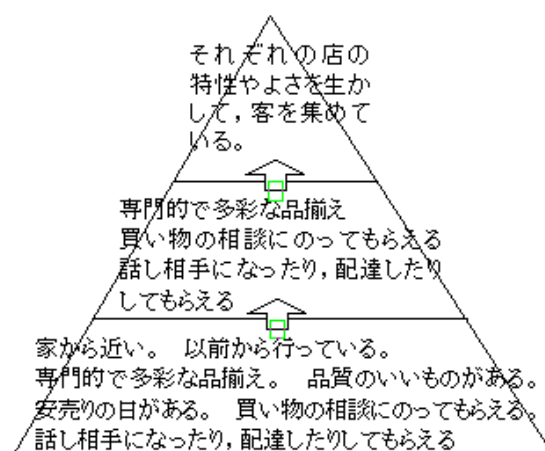 それぞれの店の
特性やよさを生か
して，客を集めて
いる。
専門的で多彩な品揃え
買い物の相談にのってもらえる
話し相手になったり，配達したり
してもらえる
家から近い。　以前から行っている。
専門的で多彩な品揃え。　品質のいいものがある。
安売りの日がある。　買い物の相談にのってもらえる。
話し相手になったり，配達したりしてもらえる